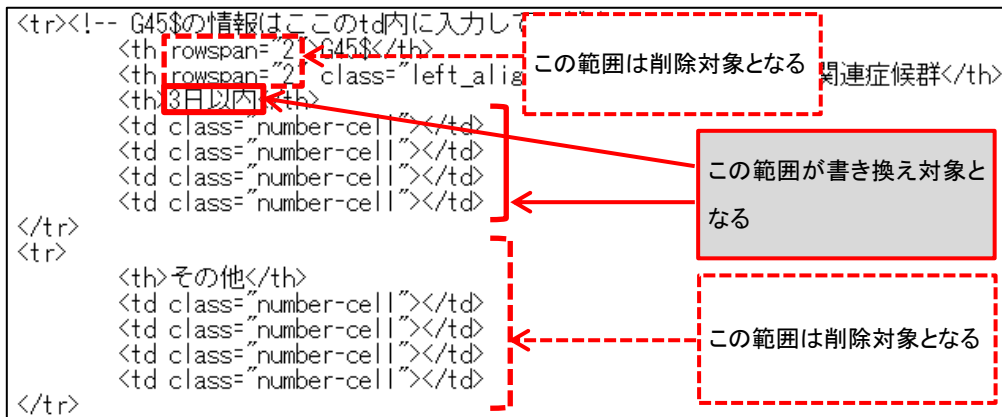 <tr><!-- G45$の情報はここのtd内に入力して
<th rowspan="2">G45$</th>
この範囲は削除対象となる
<th rowspan="2" class="left_alig
関連症候群</th>
<th>3日以内</th>
<td class="number-cell"></td>
<td class="number-cell"></td>
<td class="number-cell"></td>
<td class="number-cell"></td>
この範囲が書き換え対象と
なる
</tr>
<tr>
<th>その他</th>
<td class="number-cell"></td>
<td class="number-cell"></td>
<td class="number-cell"></td>
<td class="number-cell"></td>
この範囲は削除対象となる
</tr>